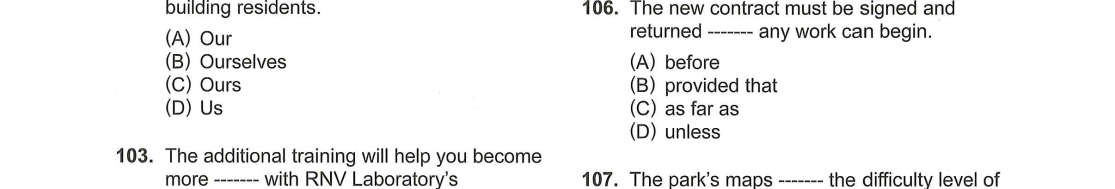 building residents.
(A) Our
(B) Ourselves
(C) Ours
(D) Us
103. The additional training will help you become
more ------- with RNV Laboratory's
106. The new contract must be signed and
returned ------- any work can begin.
(A) before
(B) provided that
(C) as far as
(D) unless
107. The park's maps ------- the difficulty level of